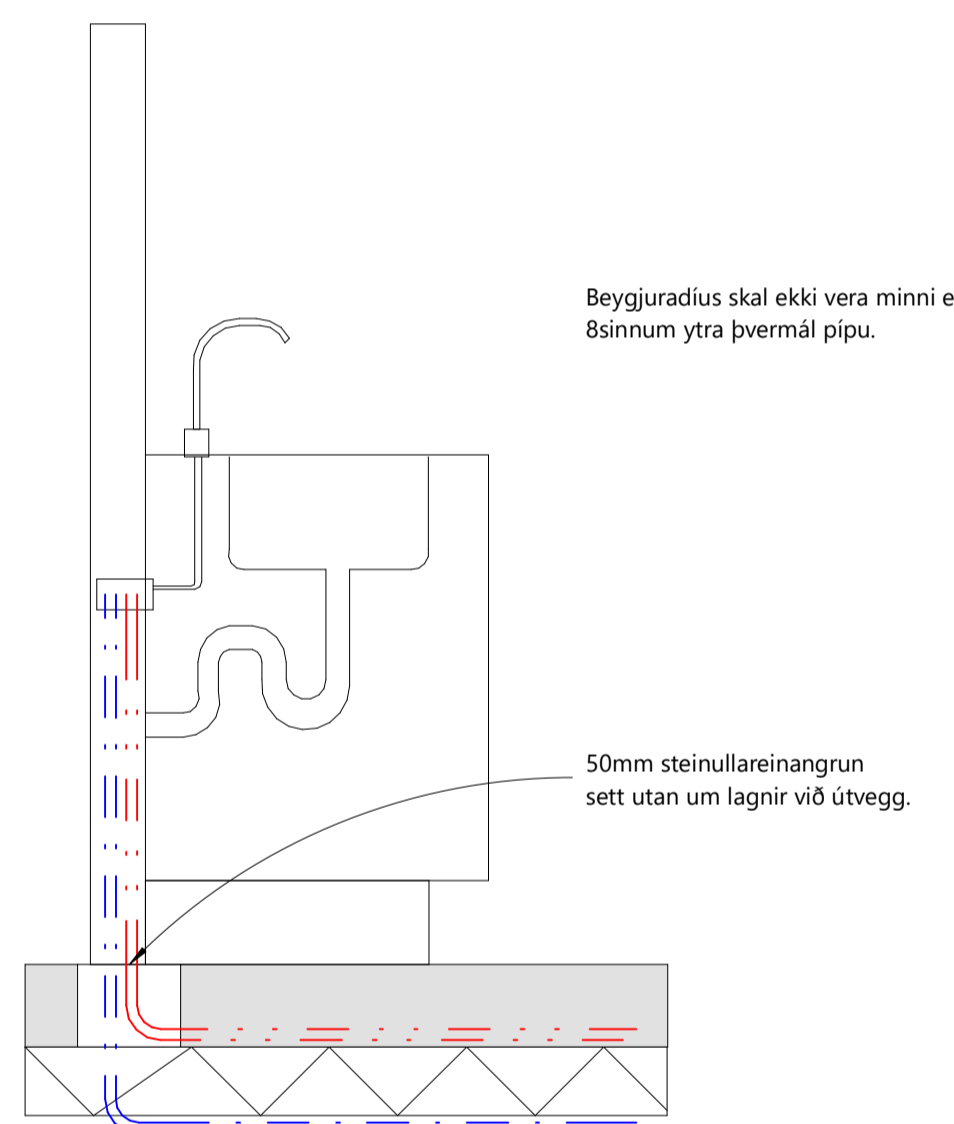 Beygjuradíus skal ekki vera minni
8sinnum ytra þvermál pípu.
50mm steinullareinangrun
sett utan um lagnir við útvegg.